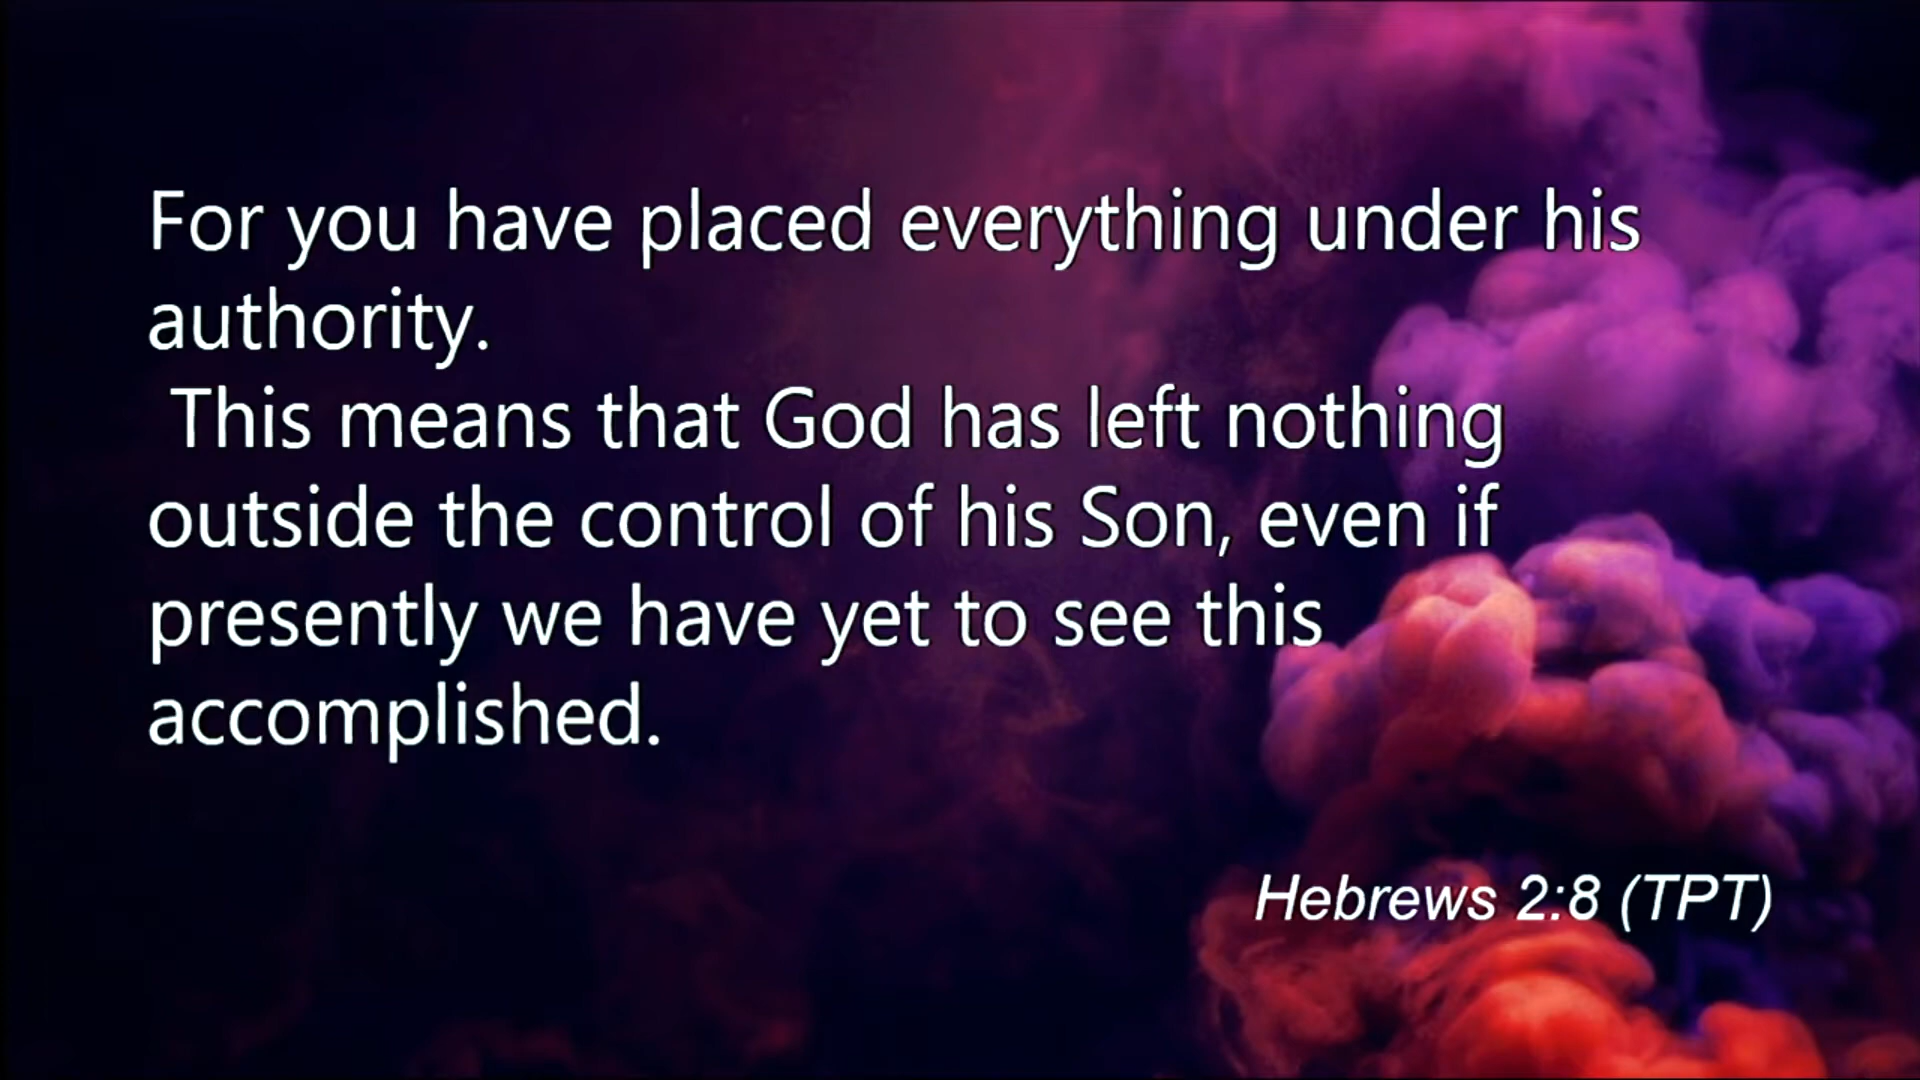 For you have placed everything under his
authority.
This means that God has left nothing
outside the control of his Son, even if
presently we have yet to see this
accomplished.
Hebrews 2:8 (TPT)